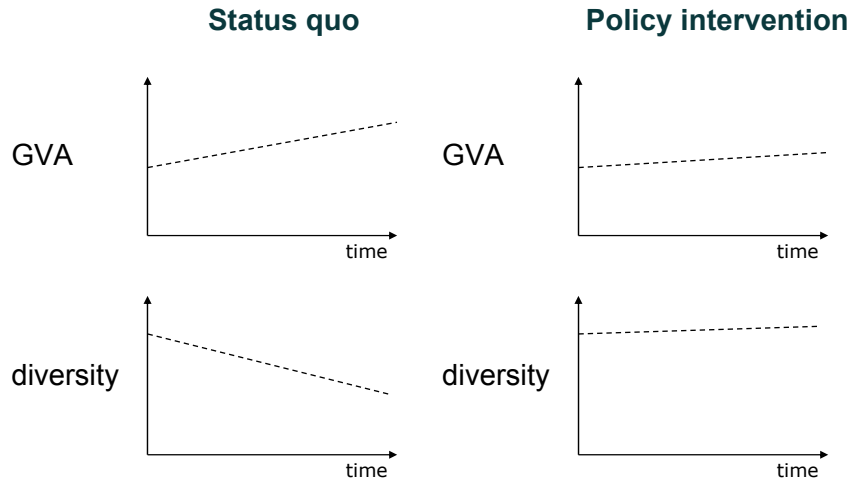 Status quo
Policy intervention
GVA
time
GVA
time
diversity
time
diversity
time